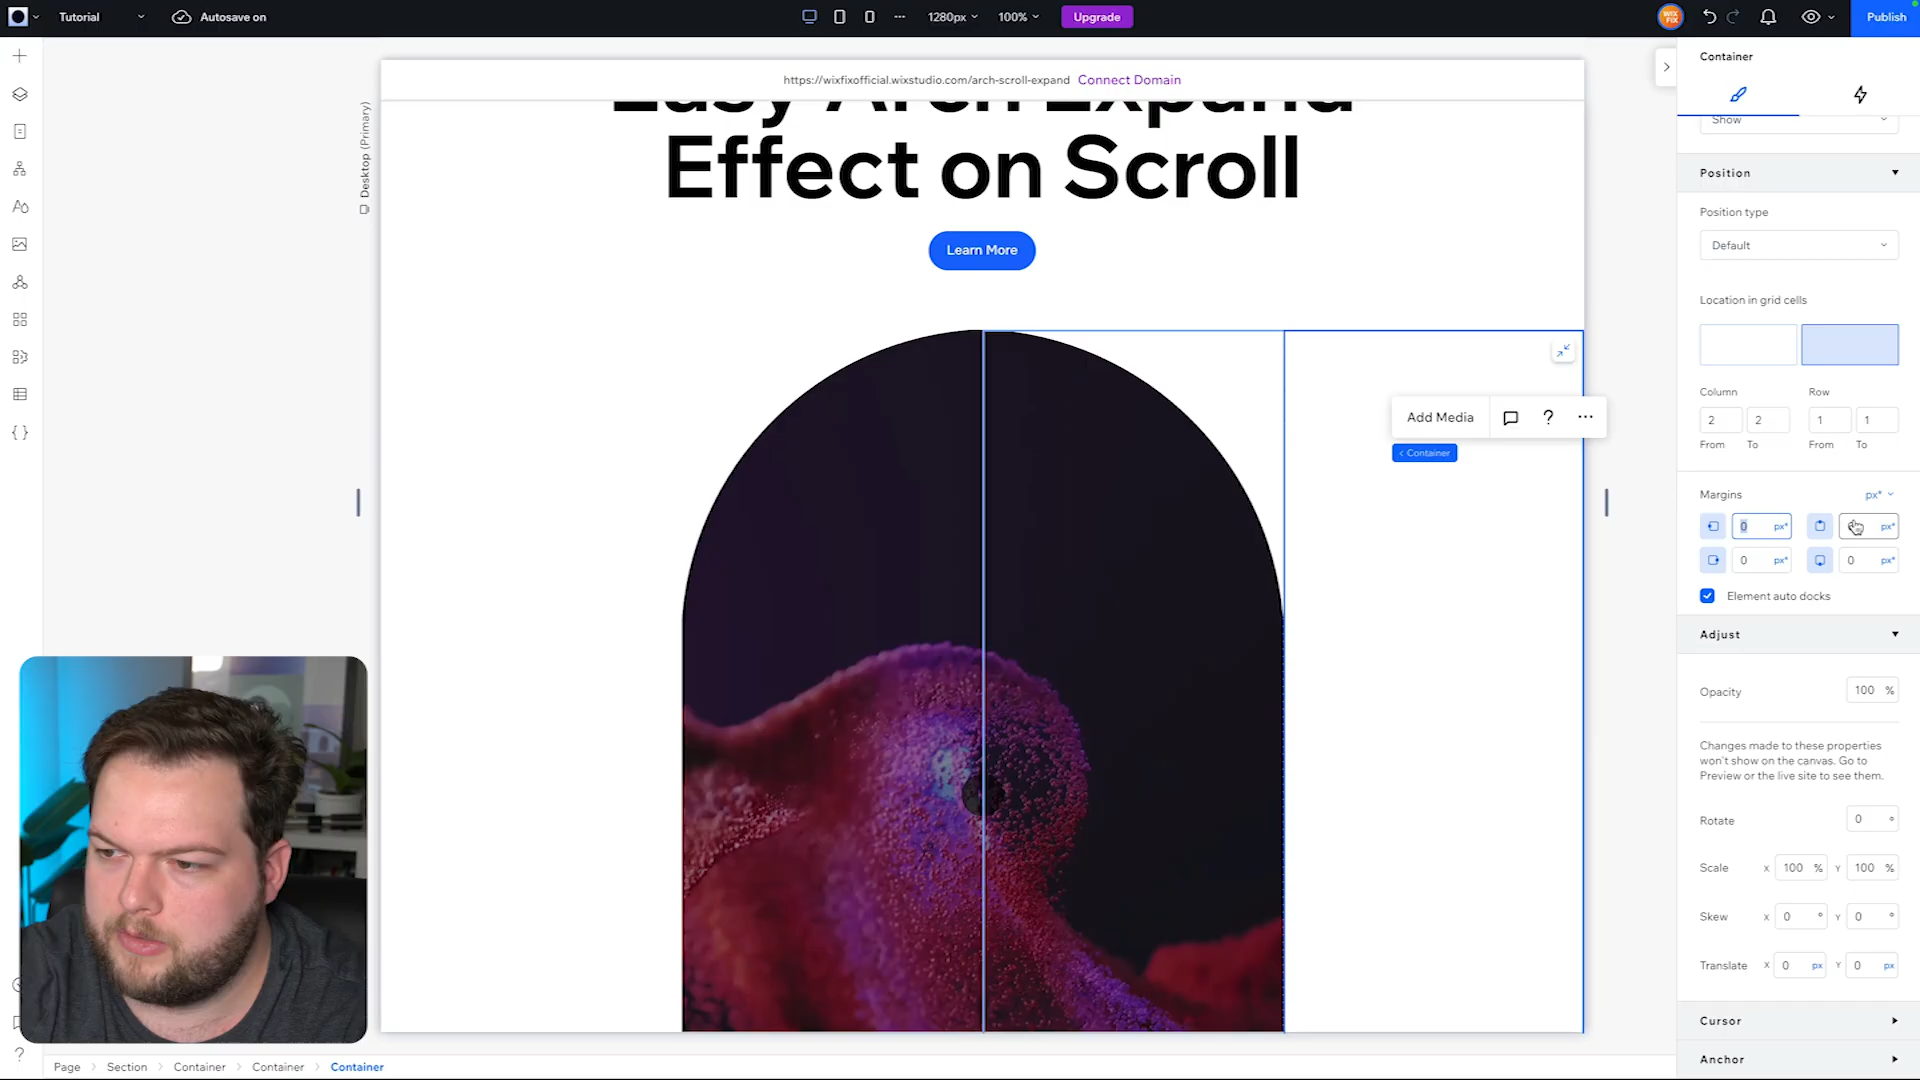 Tutorial
Autosave on
1280px
100%
Upgrade
WIX FIX
Publish
https://wixfixofficial.wixstudio.com/arch-scroll-expand Connect Domain
Desktop (Primary)
Easy Arch Expand
Effect on Scroll
Learn More
Add Media
?
< Container
Container
Show
Position
Position type
Default
Location in grid cells
Column Row
2 2 1 1
From To From To
Margins px*
0 px* px*
0 px* 0 px*
Element auto docks
Adjust
Opacity 100 %
Changes made to these properties
won't show on the canvas. Go to
Preview or the live site to see them.
Rotate 0 °
Scale X 100 % Y 100 %
Skew X 0 ° Y 0 °
Translate X 0 px Y 0 px
Cursor
Anchor
?
Page > Section > Container > Container > Container